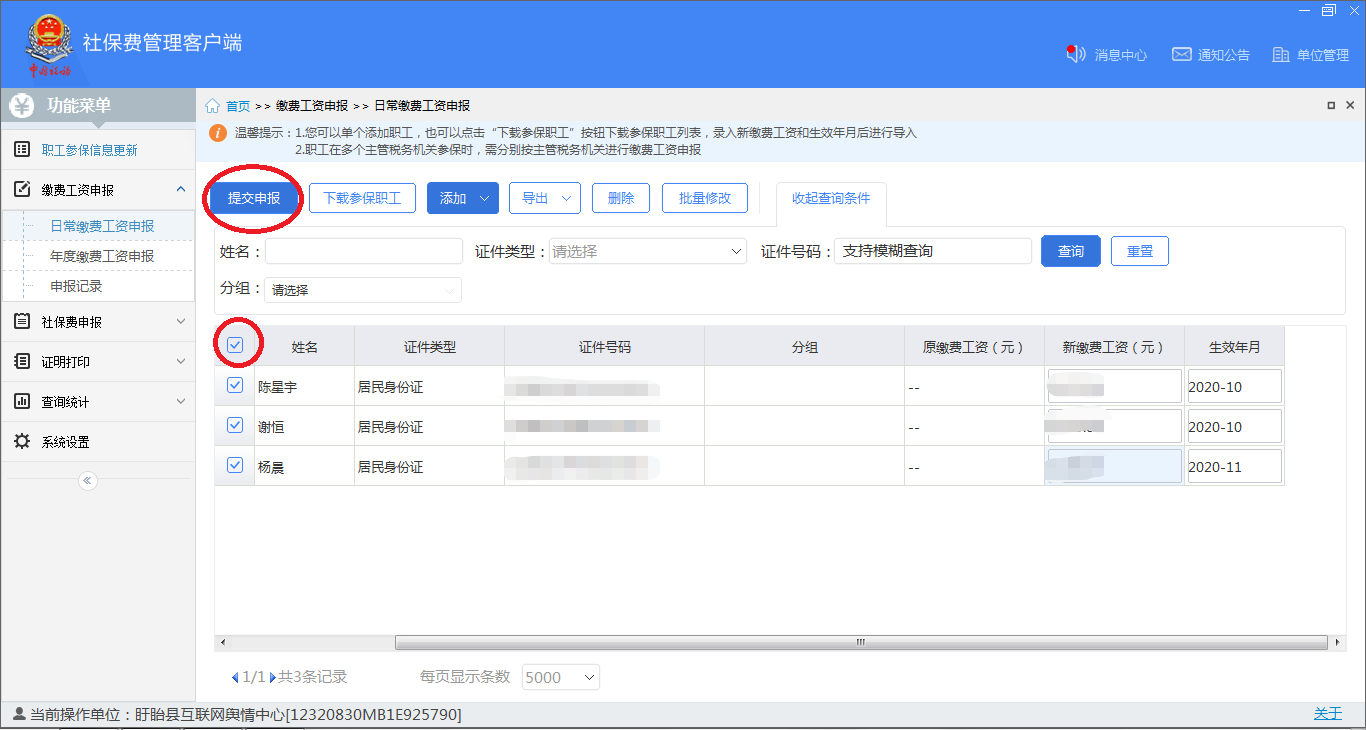 社保费管理客户端
中国税务
消息中心 通知公告 单位管理
功能菜单
首页 >> 缴费工资申报 >> 日常缴费工资申报
温馨提示：1.您可以单个添加职工，也可以点击“下载参保职工”按钮下载参保职工列表，录入新缴费工资和生效年月后进行导入
2.职工在多个主管税务机关参保时，需分别按主管税务机关进行缴费工资申报
职工参保信息更新
缴费工资申报
日常缴费工资申报
年度缴费工资申报
申报记录
社保费申报
证明打印
查询统计
系统设置
提交申报 下载参保职工 添加 导出 删除 批量修改 收起查询条件
姓名： 证件类型：请选择 证件号码：支持模糊查询 查询 重置
分组：请选择
姓名 证件类型 证件号码 分组 原缴费工资（元） 新缴费工资（元） 生效年月
陈星宇 居民身份证 -- 2020-10
谢恒 居民身份证 -- 2020-10
杨晨 居民身份证 -- 2020-11
1/1 共3条记录 每页显示条数 5000
当前操作单位：盱眙县互联网舆情中心[12320830MB1E925790] 关于